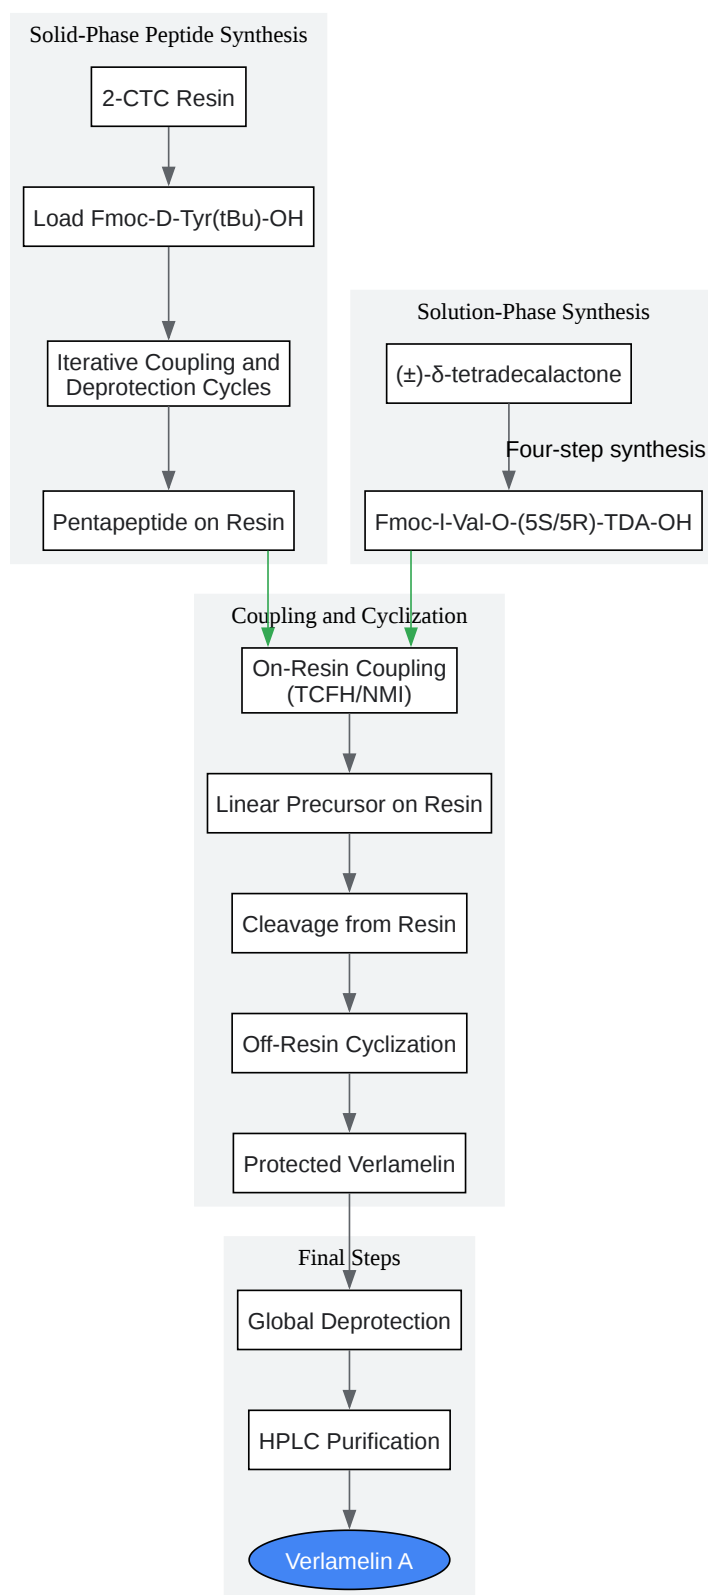 Solid-Phase Peptide Synthesis
2-CTC Resin
Load Fmoc-D-Tyr(tBu)-OH
Iterative Coupling and
Deprotection Cycles
Pentapeptide on Resin
Solution-Phase Synthesis
(±)-δ-tetradecalactone
Four-step synthesis
Fmoc-l-Val-O-(5S/5R)-TDA-OH
Coupling and Cyclization
On-Resin Coupling
(TCFH/NMI)
Linear Precursor on Resin
Cleavage from Resin
Off-Resin Cyclization
Protected Verlamelin
Final Steps
Global Deprotection
HPLC Purification
Verlamelin A